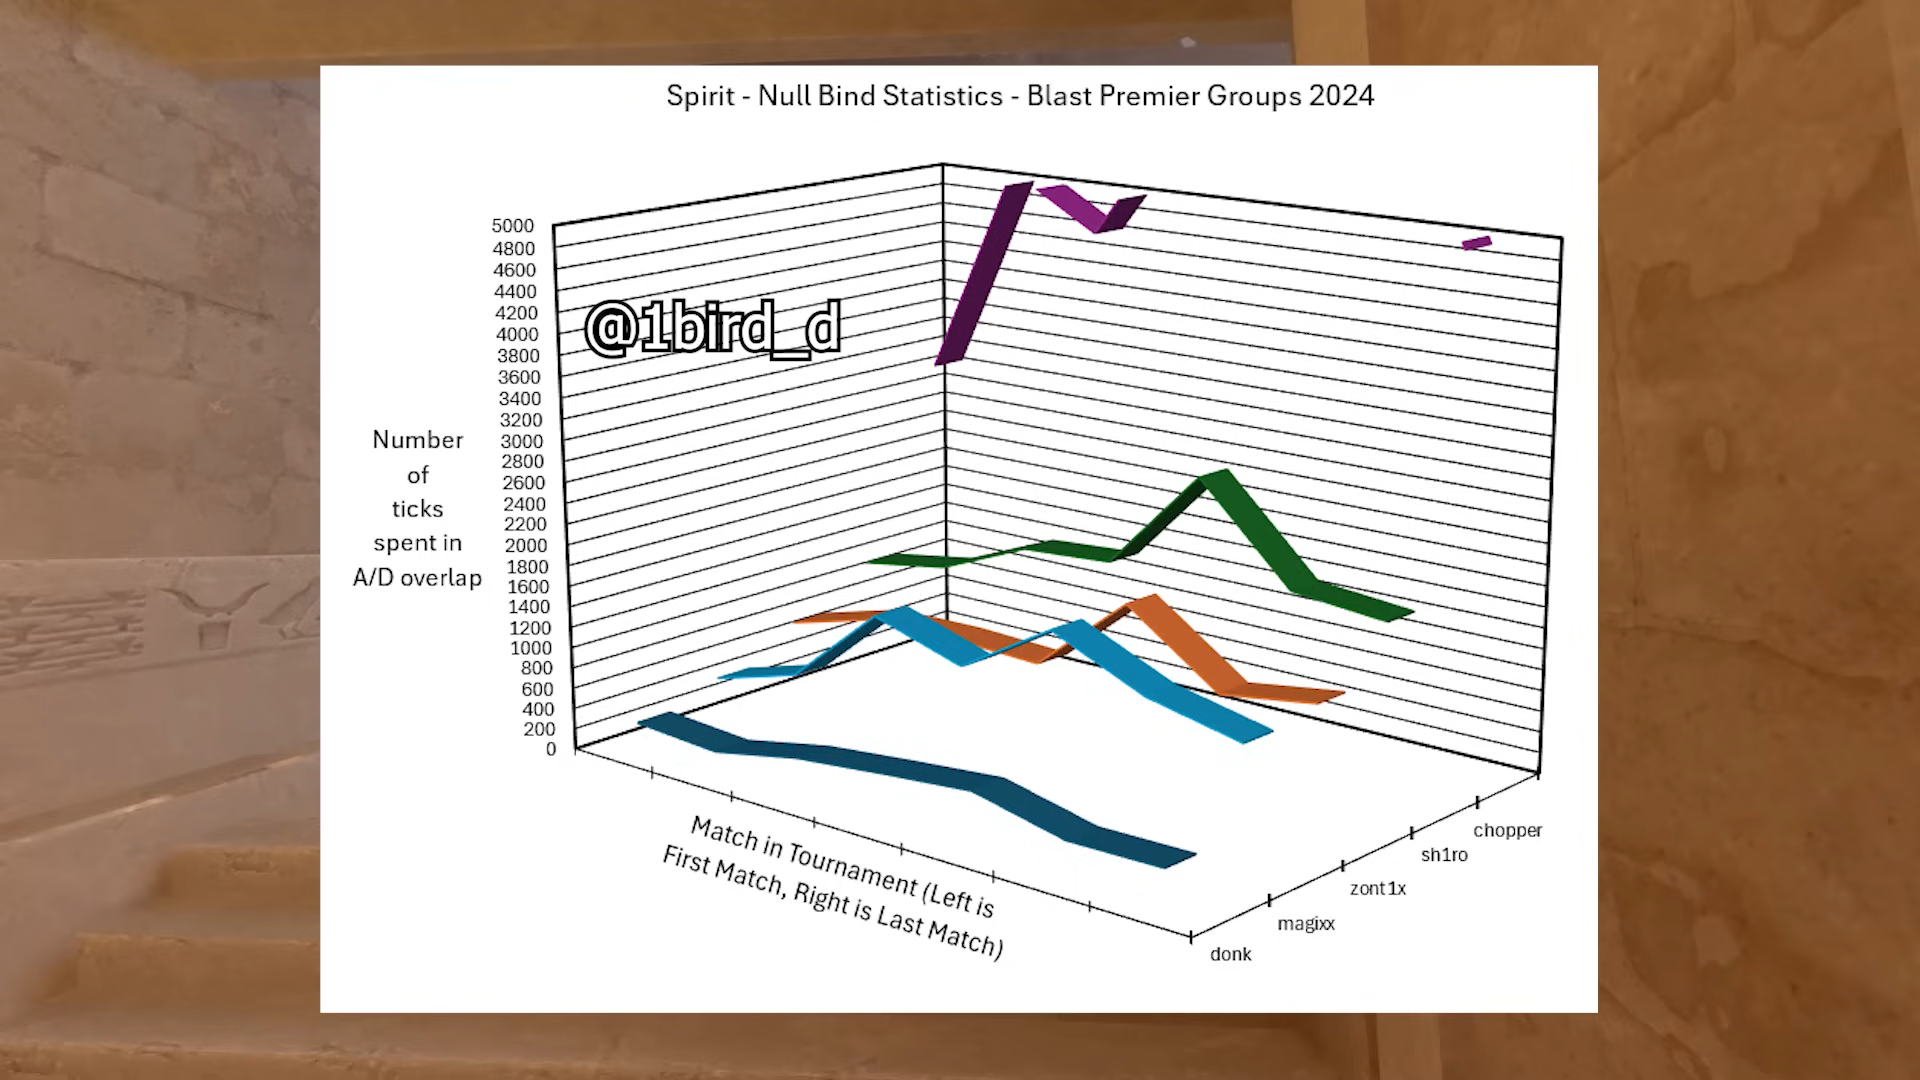 Spirit - Null Bind Statistics - Blast Premier Groups 2024
5000
4800
4600
4400
4200
4000
3800
3600
3400
3200
3000
2800
2600
2400
2200
2000
1800
1600
1400
1200
1000
800
600
400
200
0
@1bird_d
Number
of
ticks
spent in
A/D overlap
Match in Tournament (Left is
First Match, Right is Last Match)
chopper
sh1ro
zont1x
magixx
donk